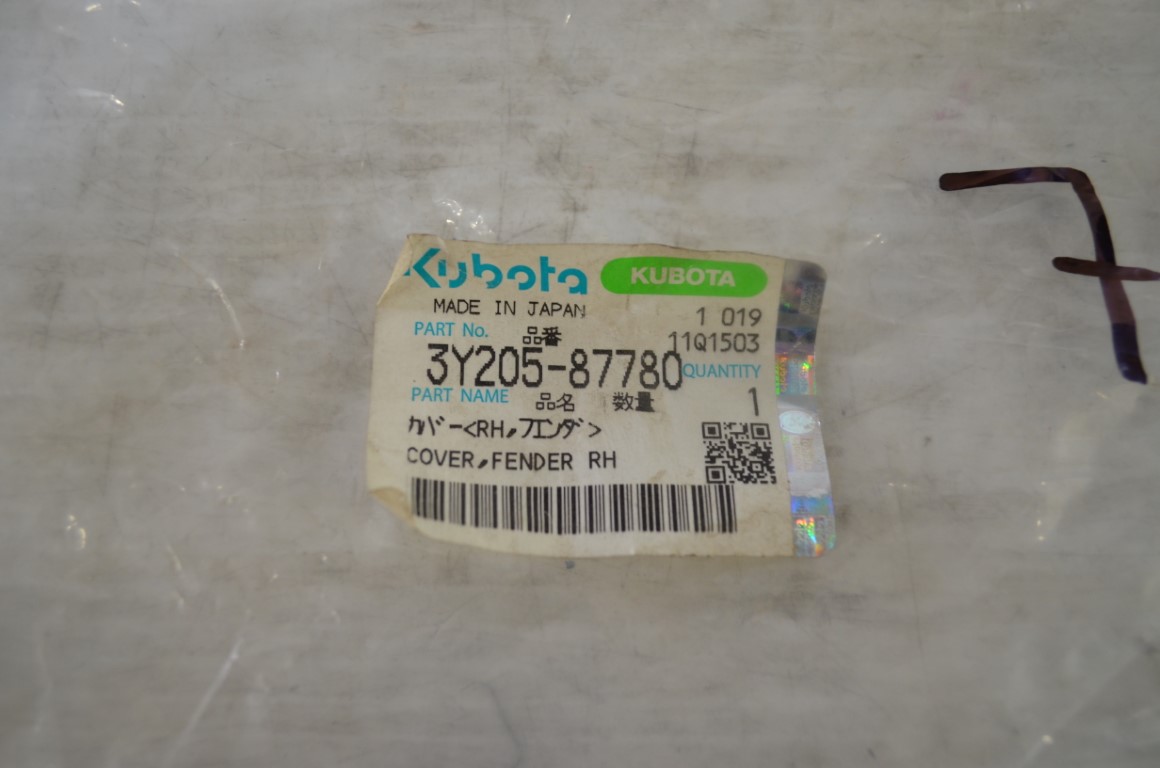 Kubota KUBOTA
MADE IN JAPAN 1 019
PART No. 品番 11Q1503
3Y205-87780 QUANTITY
PART NAME 品名 数量 1
カバー<RH,フエンダ>
COVER,FENDER RH
7